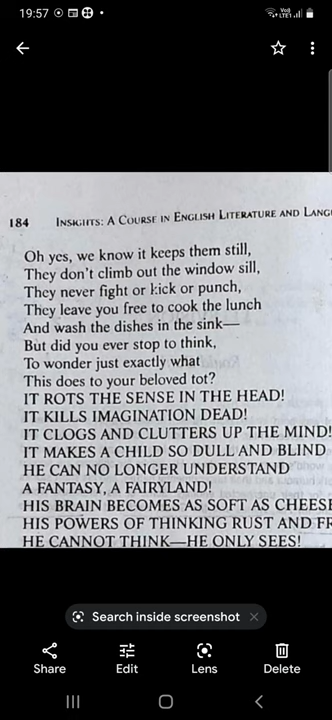 19:57
184 INSIGHTS: A COURSE IN ENGLISH LITERATURE AND LANG
Oh yes, we know it keeps them still,
They don't climb out the window sill,
They never fight or kick or punch,
They leave you free to cook the lunch
And wash the dishes in the sink—
But did you ever stop to think,
To wonder just exactly what
This does to your beloved tot?
IT ROTS THE SENSE IN THE HEAD!
IT KILLS IMAGINATION DEAD!
IT CLOGS AND CLUTTERS UP THE MIND!
IT MAKES A CHILD SO DULL AND BLIND
HE CAN NO LONGER UNDERSTAND
A FANTASY, A FAIRYLAND!
HIS BRAIN BECOMES AS SOFT AS CHEESE
HIS POWERS OF THINKING RUST AND FR
HE CANNOT THINK—HE ONLY SEES!
Search inside screenshot
Share Edit Lens Delete